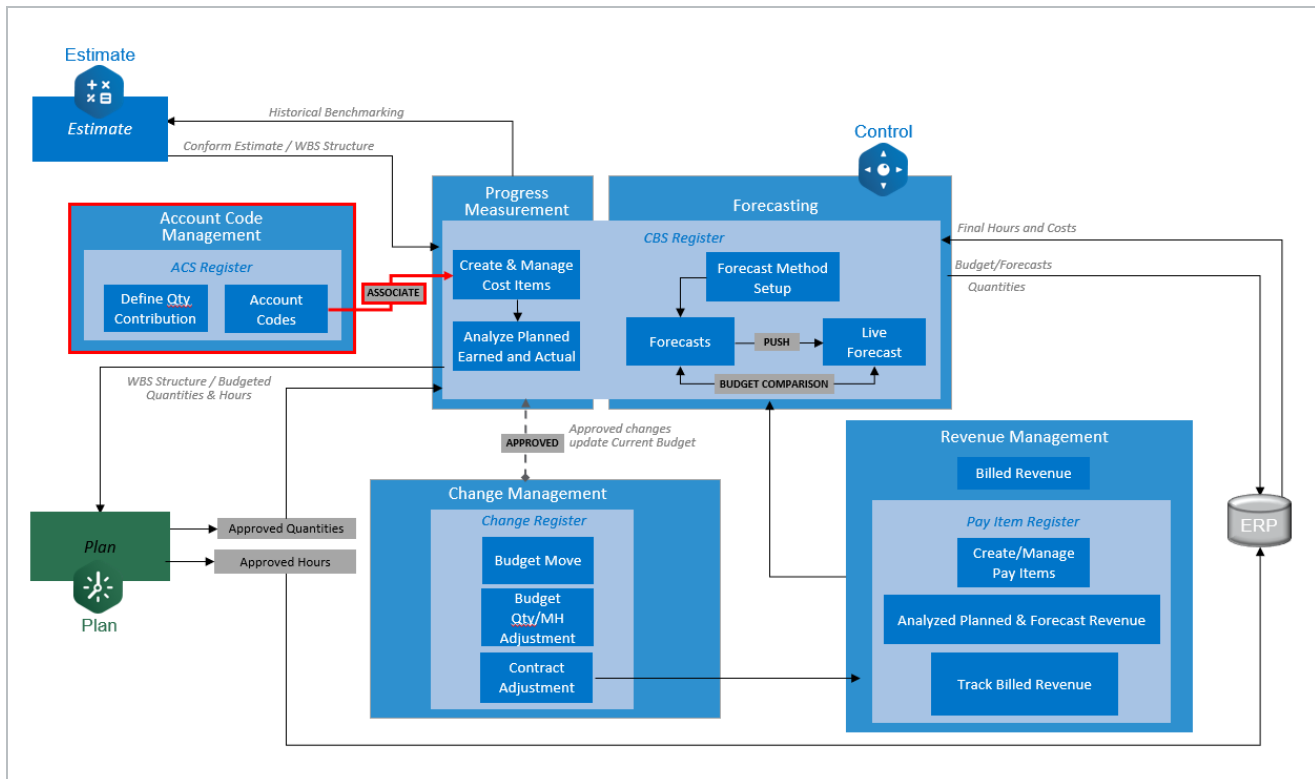 Estimate
Estimate
Historical Benchmarking
Conform Estimate / WBS Structure
Control
Account Code
Management
ACS Register
Define Qty
Contribution
Account
Codes
ASSOCIATE
Progress
Measurement
Forecasting
CBS Register
Create & Manage
Cost Items
Analyze Planned
Earned and Actual
Forecast Method
Setup
Forecasts
PUSH
Live
Forecast
BUDGET COMPARISON
Final Hours and Costs
Budget/Forecasts
Quantities
WBS Structure / Budgeted
Quantities & Hours
APPROVED
Approved changes
update Current Budget
Plan
Plan
Approved Quantities
Approved Hours
Change Management
Change Register
Budget Move
Budget
Qty/MH
Adjustment
Contract
Adjustment
Revenue Management
Billed Revenue
Pay Item Register
Create/Manage
Pay Items
Analyzed Planned & Forecast Revenue
Track Billed Revenue
ERP